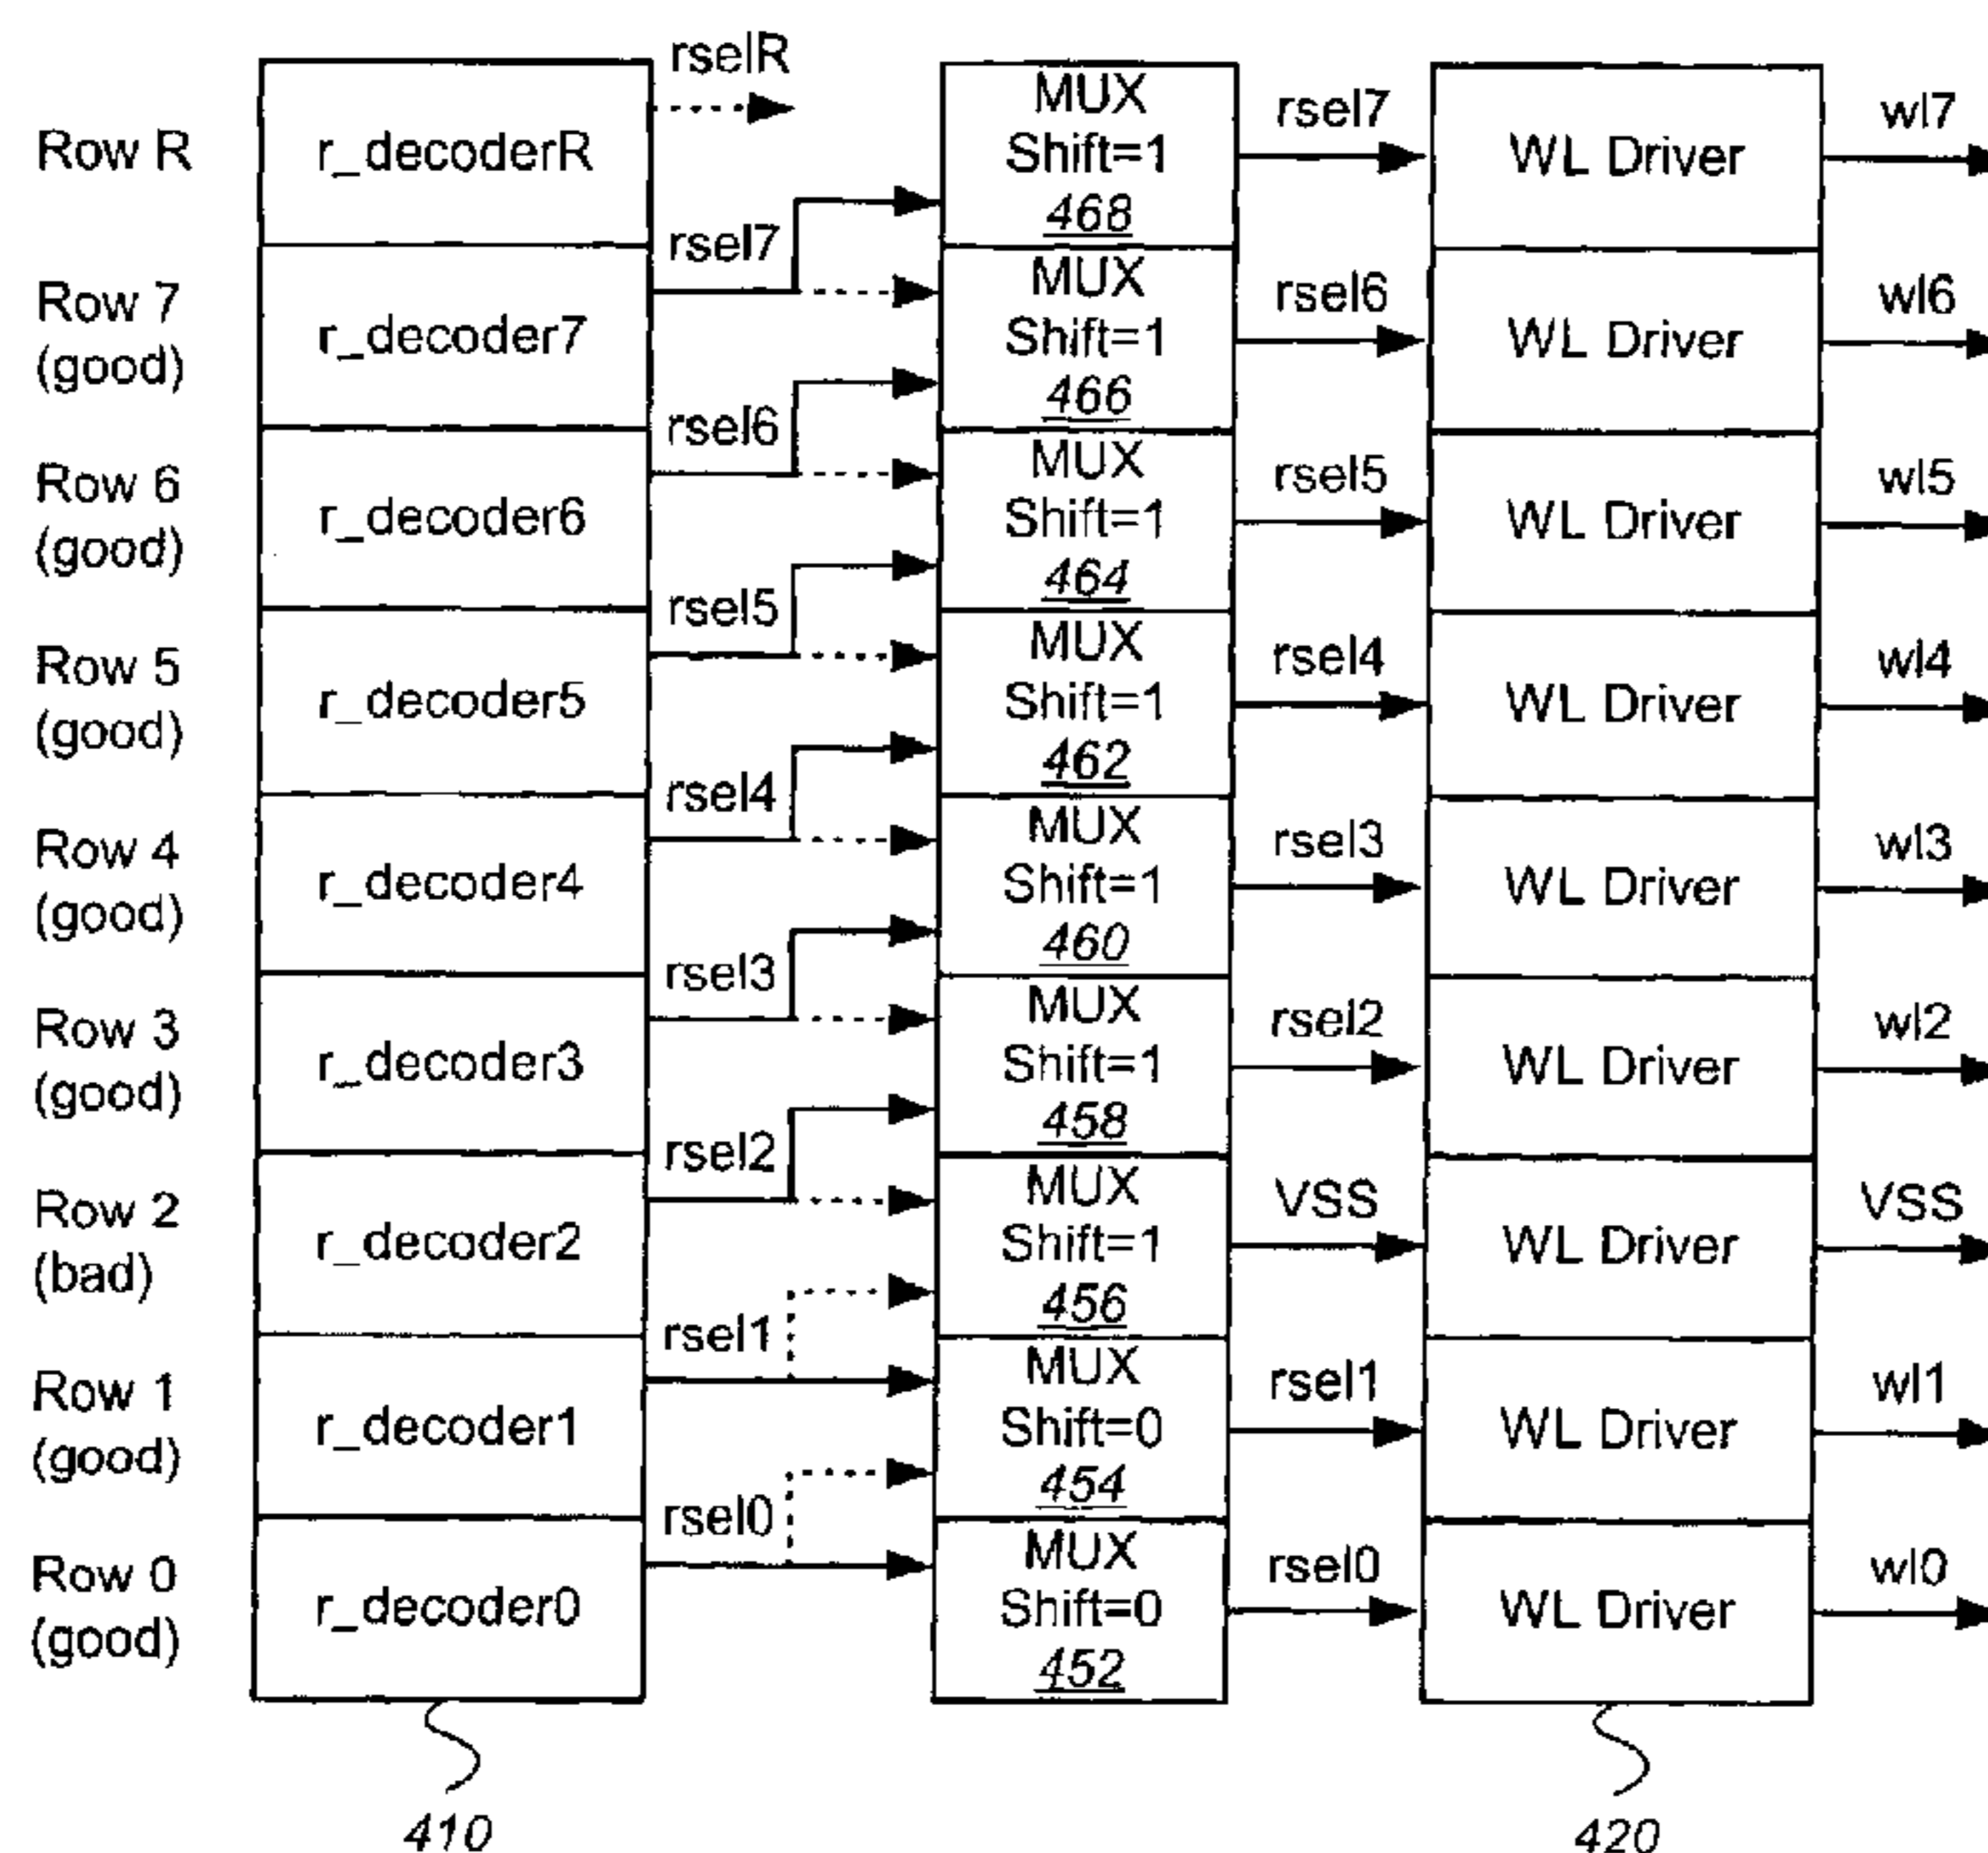 rselR
Row R
r_decoderR
MUX
Shift=1
468
rsel7
WL Driver
wl7
rsel7
Row 7
(good)
r_decoder7
MUX
Shift=1
466
rsel6
WL Driver
wl6
rsel6
Row 6
(good)
r_decoder6
MUX
Shift=1
464
rsel5
WL Driver
wl5
rsel5
Row 5
(good)
r_decoder5
MUX
Shift=1
462
rsel4
WL Driver
wl4
rsel4
Row 4
(good)
r_decoder4
MUX
Shift=1
460
rsel3
WL Driver
wl3
rsel3
Row 3
(good)
r_decoder3
MUX
Shift=1
458
rsel2
WL Driver
wl2
rsel2
Row 2
(bad)
r_decoder2
MUX
Shift=1
456
VSS
WL Driver
VSS
rsel1
Row 1
(good)
r_decoder1
MUX
Shift=0
454
rsel1
WL Driver
wl1
rsel0
Row 0
(good)
r_decoder0
MUX
Shift=0
452
rsel0
WL Driver
wl0
410
420